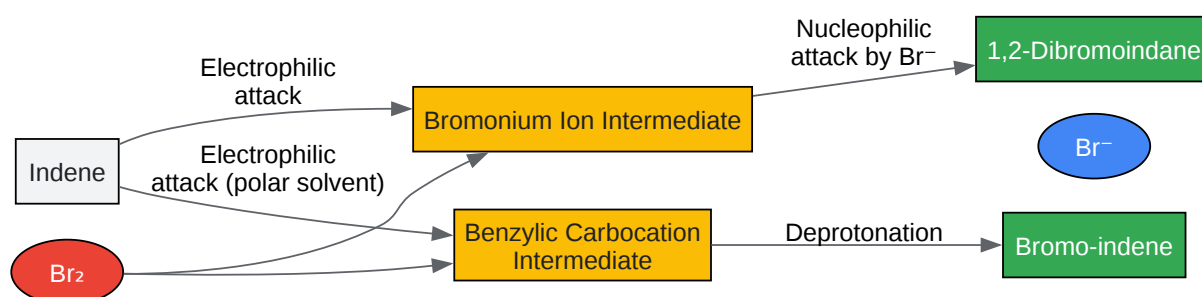 Indene
Br₂
Electrophilic
attack
Electrophilic
attack (polar solvent)
Bromonium Ion Intermediate
Benzylic Carbocation
Intermediate
Nucleophilic
attack by Br⁻
Deprotonation
1,2-Dibromoindane
Br⁻
Bromo-indene